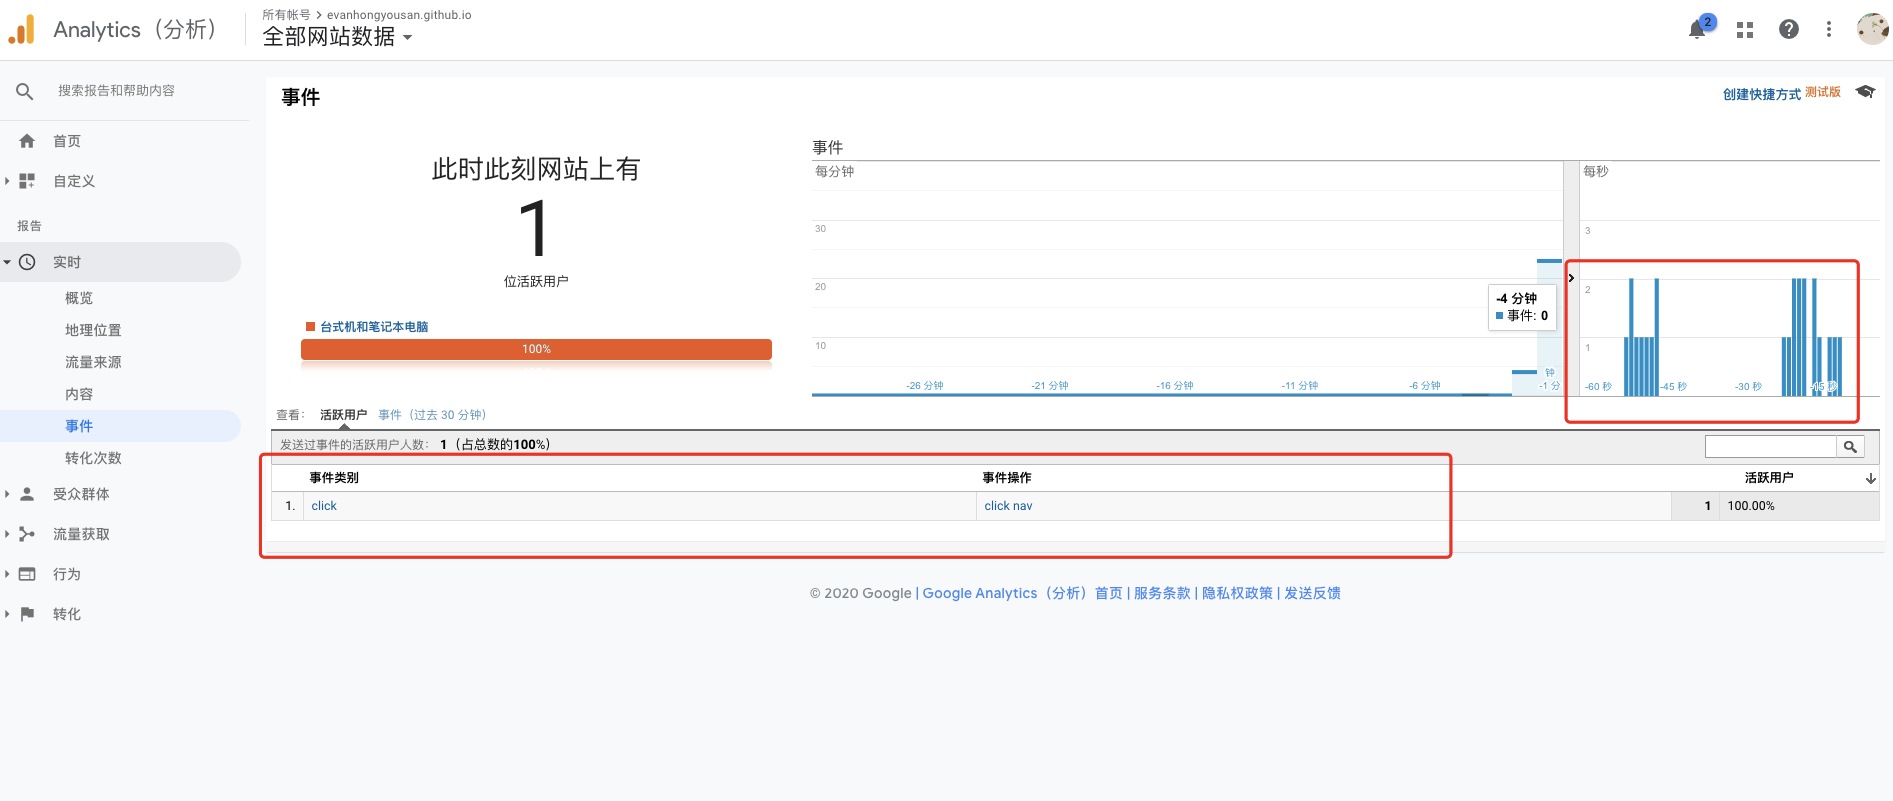 Analytics（分析）
所有帐号 > evanhongyousan.github.io
全部网站数据
2
搜索报告和帮助内容
首页
自定义
报告
实时
概览
地理位置
流量来源
内容
事件
转化次数
受众群体
流量获取
行为
转化
事件
创建快捷方式 测试版
此时此刻网站上有
1
位活跃用户
台式机和笔记本电脑
100%
事件
每分钟
30
20
10
-26 分钟
-21 分钟
-16 分钟
-11 分钟
-6 分钟
-1 分
钟
-4 分钟
事件: 0
每秒
3
2
1
-60 秒
-45 秒
-30 秒
-15 秒
查看：
活跃用户
事件（过去 30 分钟）
发送过事件的活跃用户人数： 1（占总数的100%）
事件类别 事件操作 活跃用户
1. click click nav 1 100.00%
© 2020 Google | Google Analytics（分析）首页 | 服务条款 | 隐私权政策 | 发送反馈